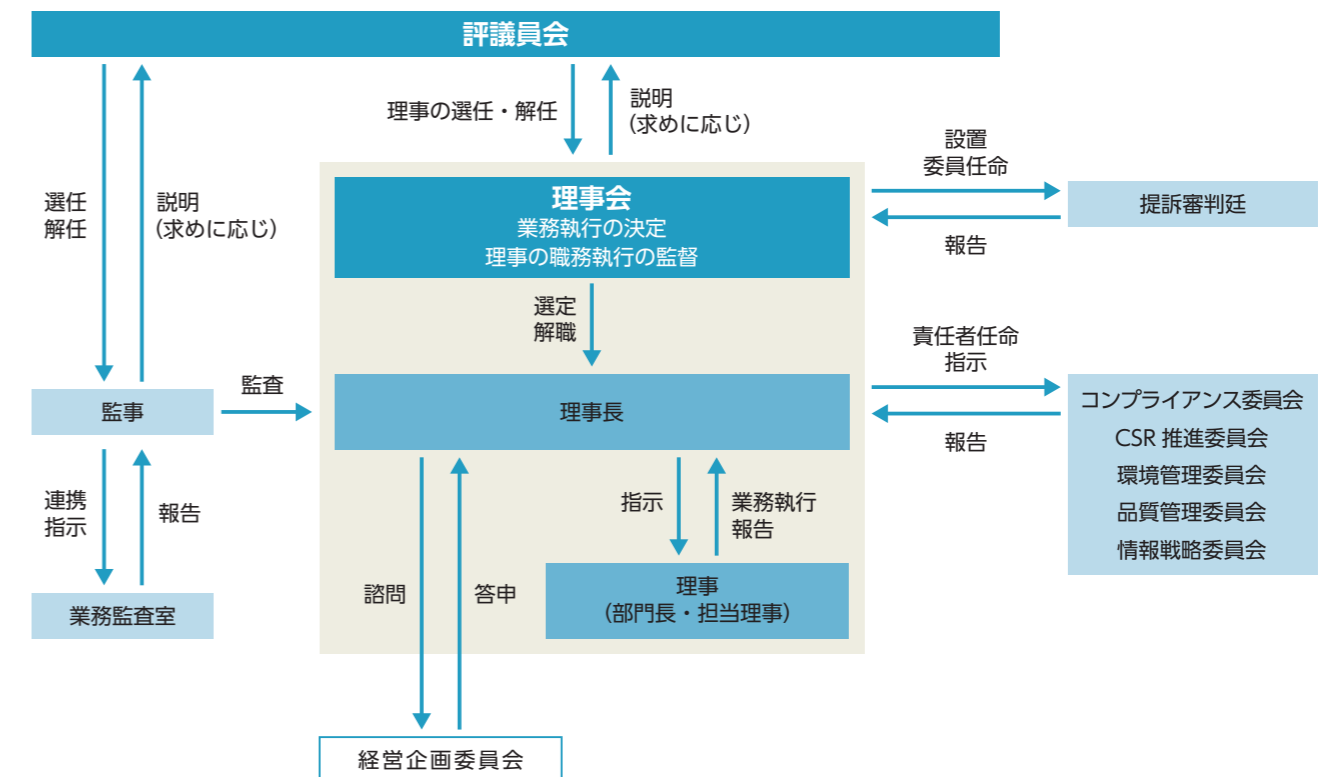 評議員会
理事の選任・解任
説明
(求めに応じ)
選任
解任
説明
(求めに応じ)
理事会
業務執行の決定
理事の職務執行の監督
設置
委員任命
提訴審判廷
報告
選定
解職
責任者任命
指示
監事
監査
理事長
報告
コンプライアンス委員会
CSR 推進委員会
環境管理委員会
品質管理委員会
情報戦略委員会
連携
指示
報告
指示
業務執行
報告
業務監査室
諮問
答申
理事
(部門長・担当理事)
経営企画委員会